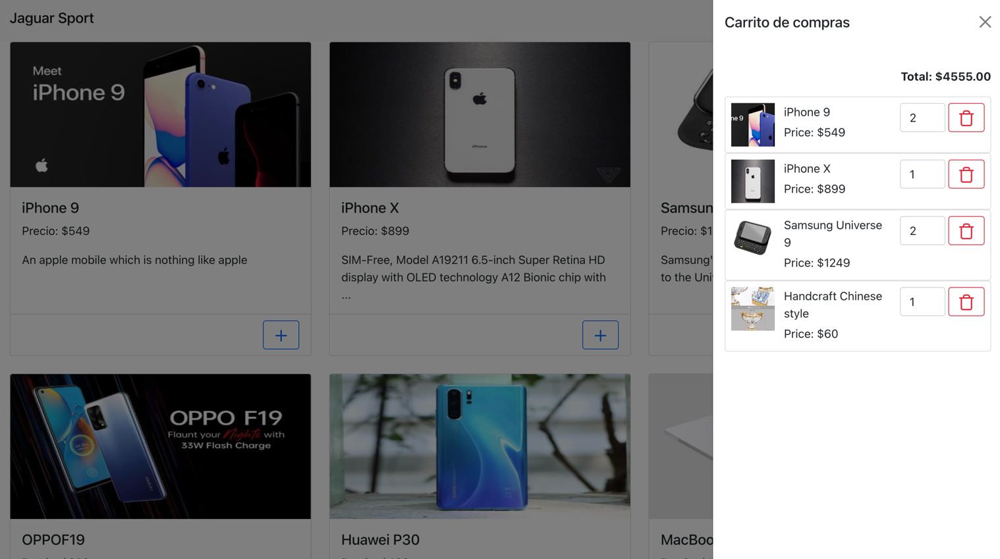 Jaguar Sport
Meet
iPhone 9
iPhone
iPhone 9
Precio: $549
An apple mobile which is nothing like apple
iPhone X
Precio: $899
SIM-Free, Model A19211 6.5-inch Super Retina HD
display with OLED technology A12 Bionic chip with
...
Samsun
Precio: $1
Samsung'
to the Uni
OPPO F19
Flaunt your Nights with
33W Flash Charge
OPPOF19
Huawei P30
MacBoo
Carrito de compras
Total: $4555.00
ne 9
iPhone 9
Price: $549
2
iPhone X
Price: $899
1
Samsung Universe
9
Price: $1249
2
Handcraft Chinese
style
Price: $60
1